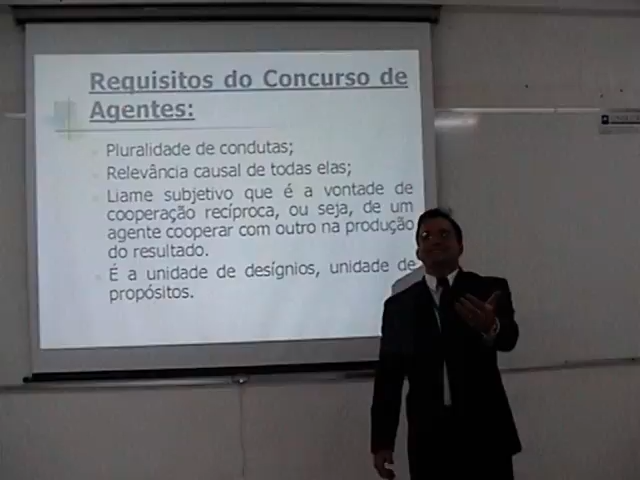 Requisitos do Concurso de
Agentes:
Pluralidade de condutas;
Relevância causal de todas elas;
Liame subjetivo que é a vontade de
cooperação recíproca, ou seja, de um
agente cooperar com outro na produção
do resultado.
É a unidade de desígnios, unidade de
propósitos.